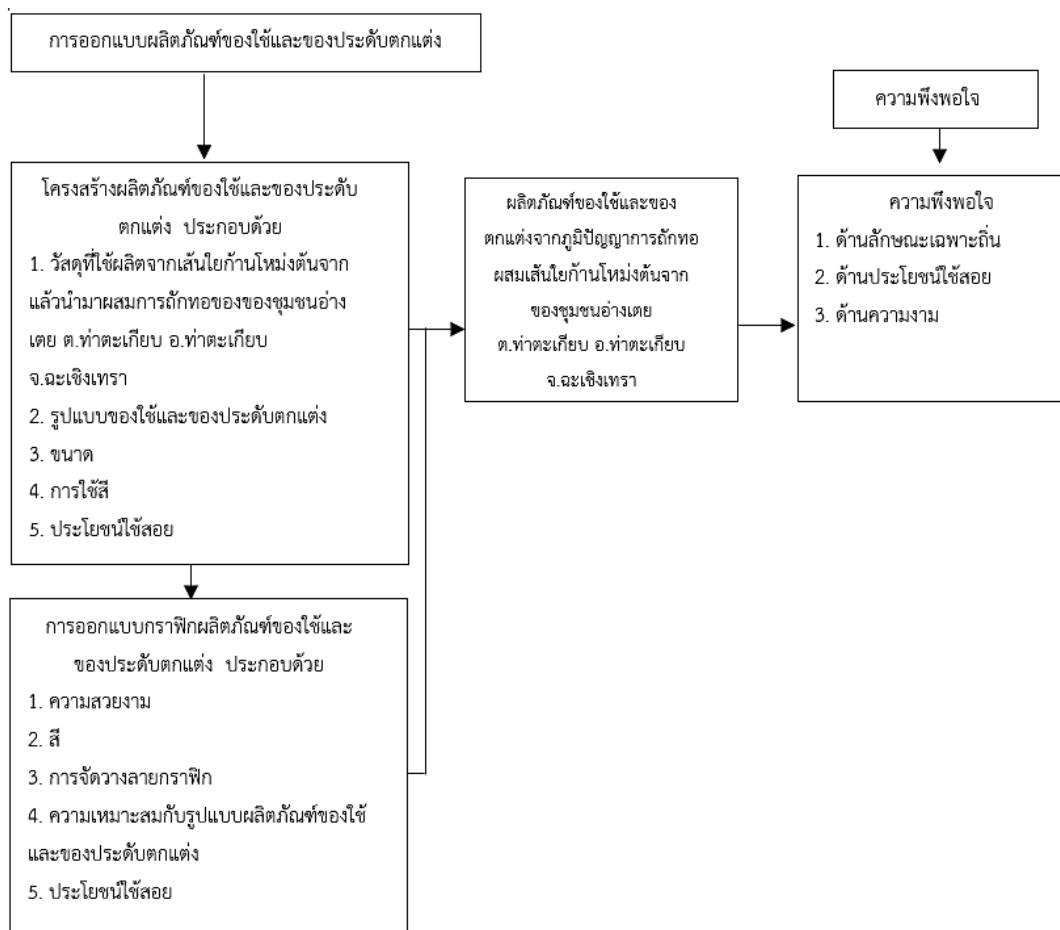 การออกแบบผลิตภัณฑ์ของใช้และของประดับตกแต่ง
ความพึงพอใจ
โครงสร้างผลิตภัณฑ์ของใช้และของประดับ
ตกแต่ง ประกอบด้วย
1. วัสดุที่ใช้ผลิตจากเส้นใยก้านโหม่งต้นจาก
แล้วนำมาผสมการถักทอของของชุมชนอ่าง
เตย ต.ท่าตะเกียบ อ.ท่าตะเกียบ
จ.ฉะเชิงเทรา
2. รูปแบบของใช้และของประดับตกแต่ง
3. ขนาด
4. การใช้สี
5. ประโยชน์ใช้สอย
ผลิตภัณฑ์ของใช้และของ
ตกแต่งจากภูมิปัญญาการถักทอ
ผสมเส้นใยก้านโหม่งต้นจาก
ของชุมชนอ่างเตย
ต.ท่าตะเกียบ อ.ท่าตะเกียบ
จ.ฉะเชิงเทรา
ความพึงพอใจ
1. ด้านลักษณะเฉพาะถิ่น
2. ด้านประโยชน์ใช้สอย
3. ด้านความงาม
การออกแบบกราฟิกผลิตภัณฑ์ของใช้และ
ของประดับตกแต่ง ประกอบด้วย
1. ความสวยงาม
2. สี
3. การจัดวางลายกราฟิก
4. ความเหมาะสมกับรูปแบบผลิตภัณฑ์ของใช้
และของประดับตกแต่ง
5. ประโยชน์ใช้สอย